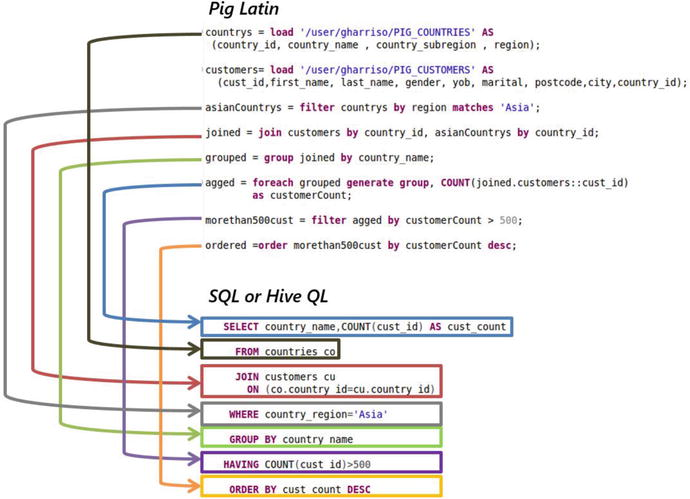 Pig Latin
countrys = load '/user/gharriso/PIG_COUNTRIES' AS
(country_id, country_name , country_subregion , region);
customers= load '/user/gharriso/PIG_CUSTOMERS' AS
(cust_id,first_name, last_name, gender, yob, marital, postcode,city,country_id);
asianCountrys = filter countrys by region matches 'Asia';
joined = join customers by country_id, asianCountrys by country_id;
grouped = group joined by country_name;
agged = foreach grouped generate group, COUNT(joined.customers::cust_id)
as customerCount;
morethan500cust = filter agged by customerCount > 500;
ordered =order morethan500cust by customerCount desc;
SQL or Hive QL
SELECT country_name,COUNT(cust_id) AS cust_count
FROM countries co
JOIN customers cu
ON (co.country_id=cu.country_id)
WHERE country_region='Asia'
GROUP BY country_name
HAVING COUNT(cust_id)>500
ORDER BY cust_count DESC